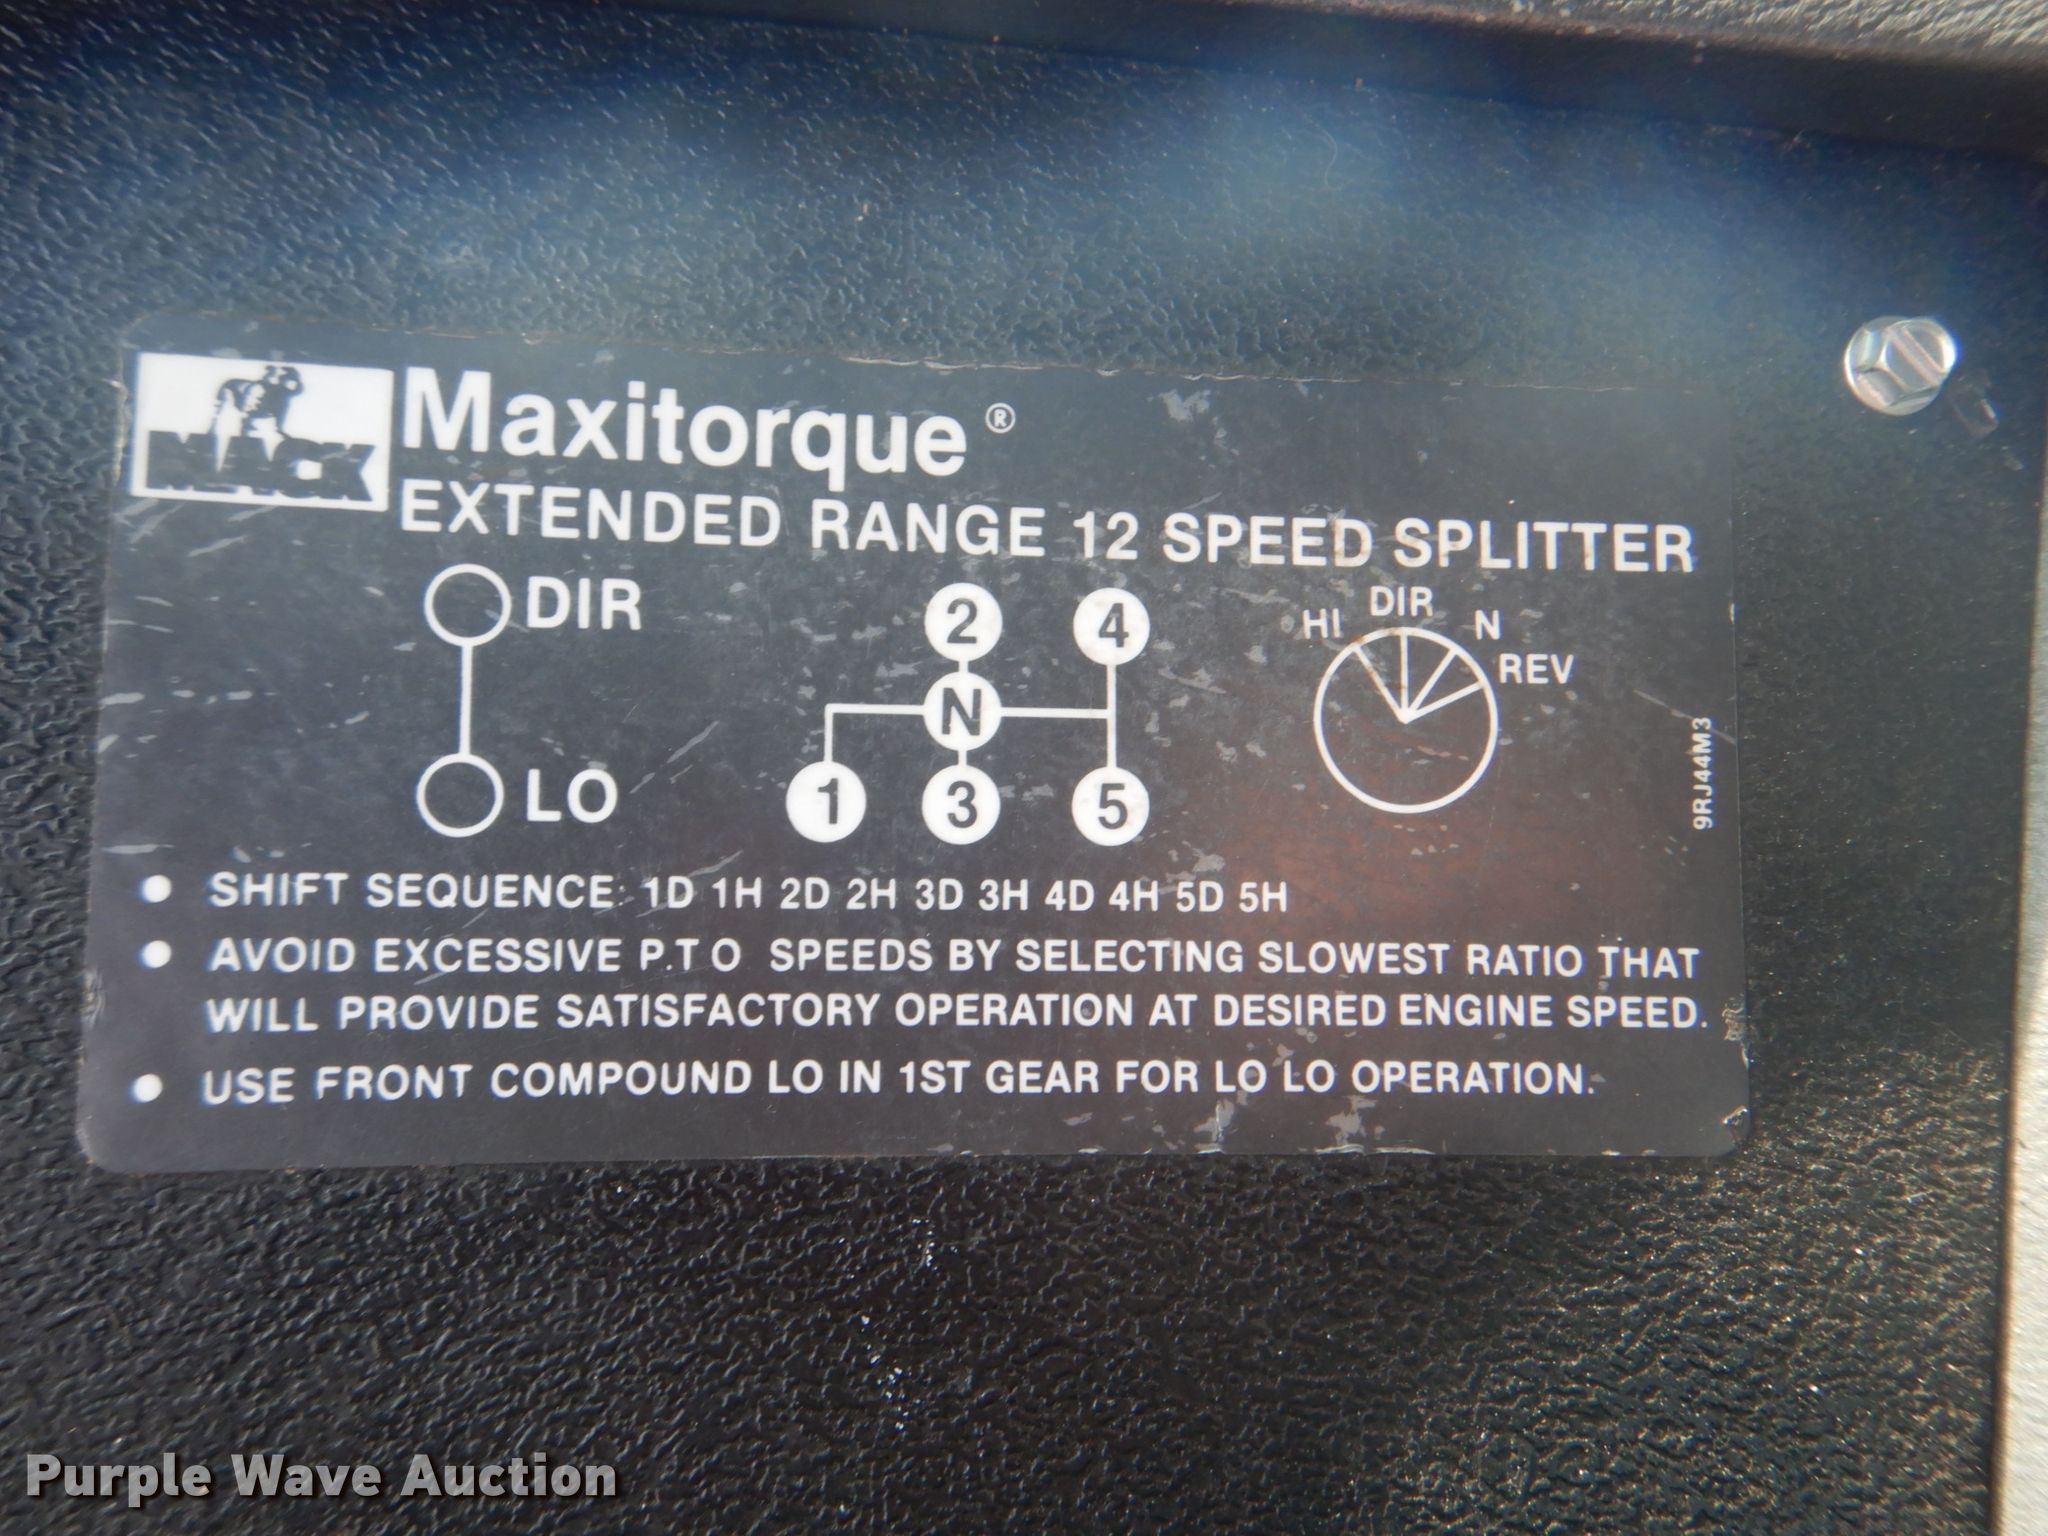 MACK
Maxitorque ®
EXTENDED RANGE 12 SPEED SPLITTER
DIR
LO
2 4
N
1 3 5
HI DIR N
REV
9RJ44M3
SHIFT SEQUENCE: 1D 1H 2D 2H 3D 3H 4D 4H 5D 5H
AVOID EXCESSIVE P.T O SPEEDS BY SELECTING SLOWEST RATIO THAT
WILL PROVIDE SATISFACTORY OPERATION AT DESIRED ENGINE SPEED.
USE FRONT COMPOUND LO IN 1ST GEAR FOR LO LO OPERATION.
Purple Wave Auction